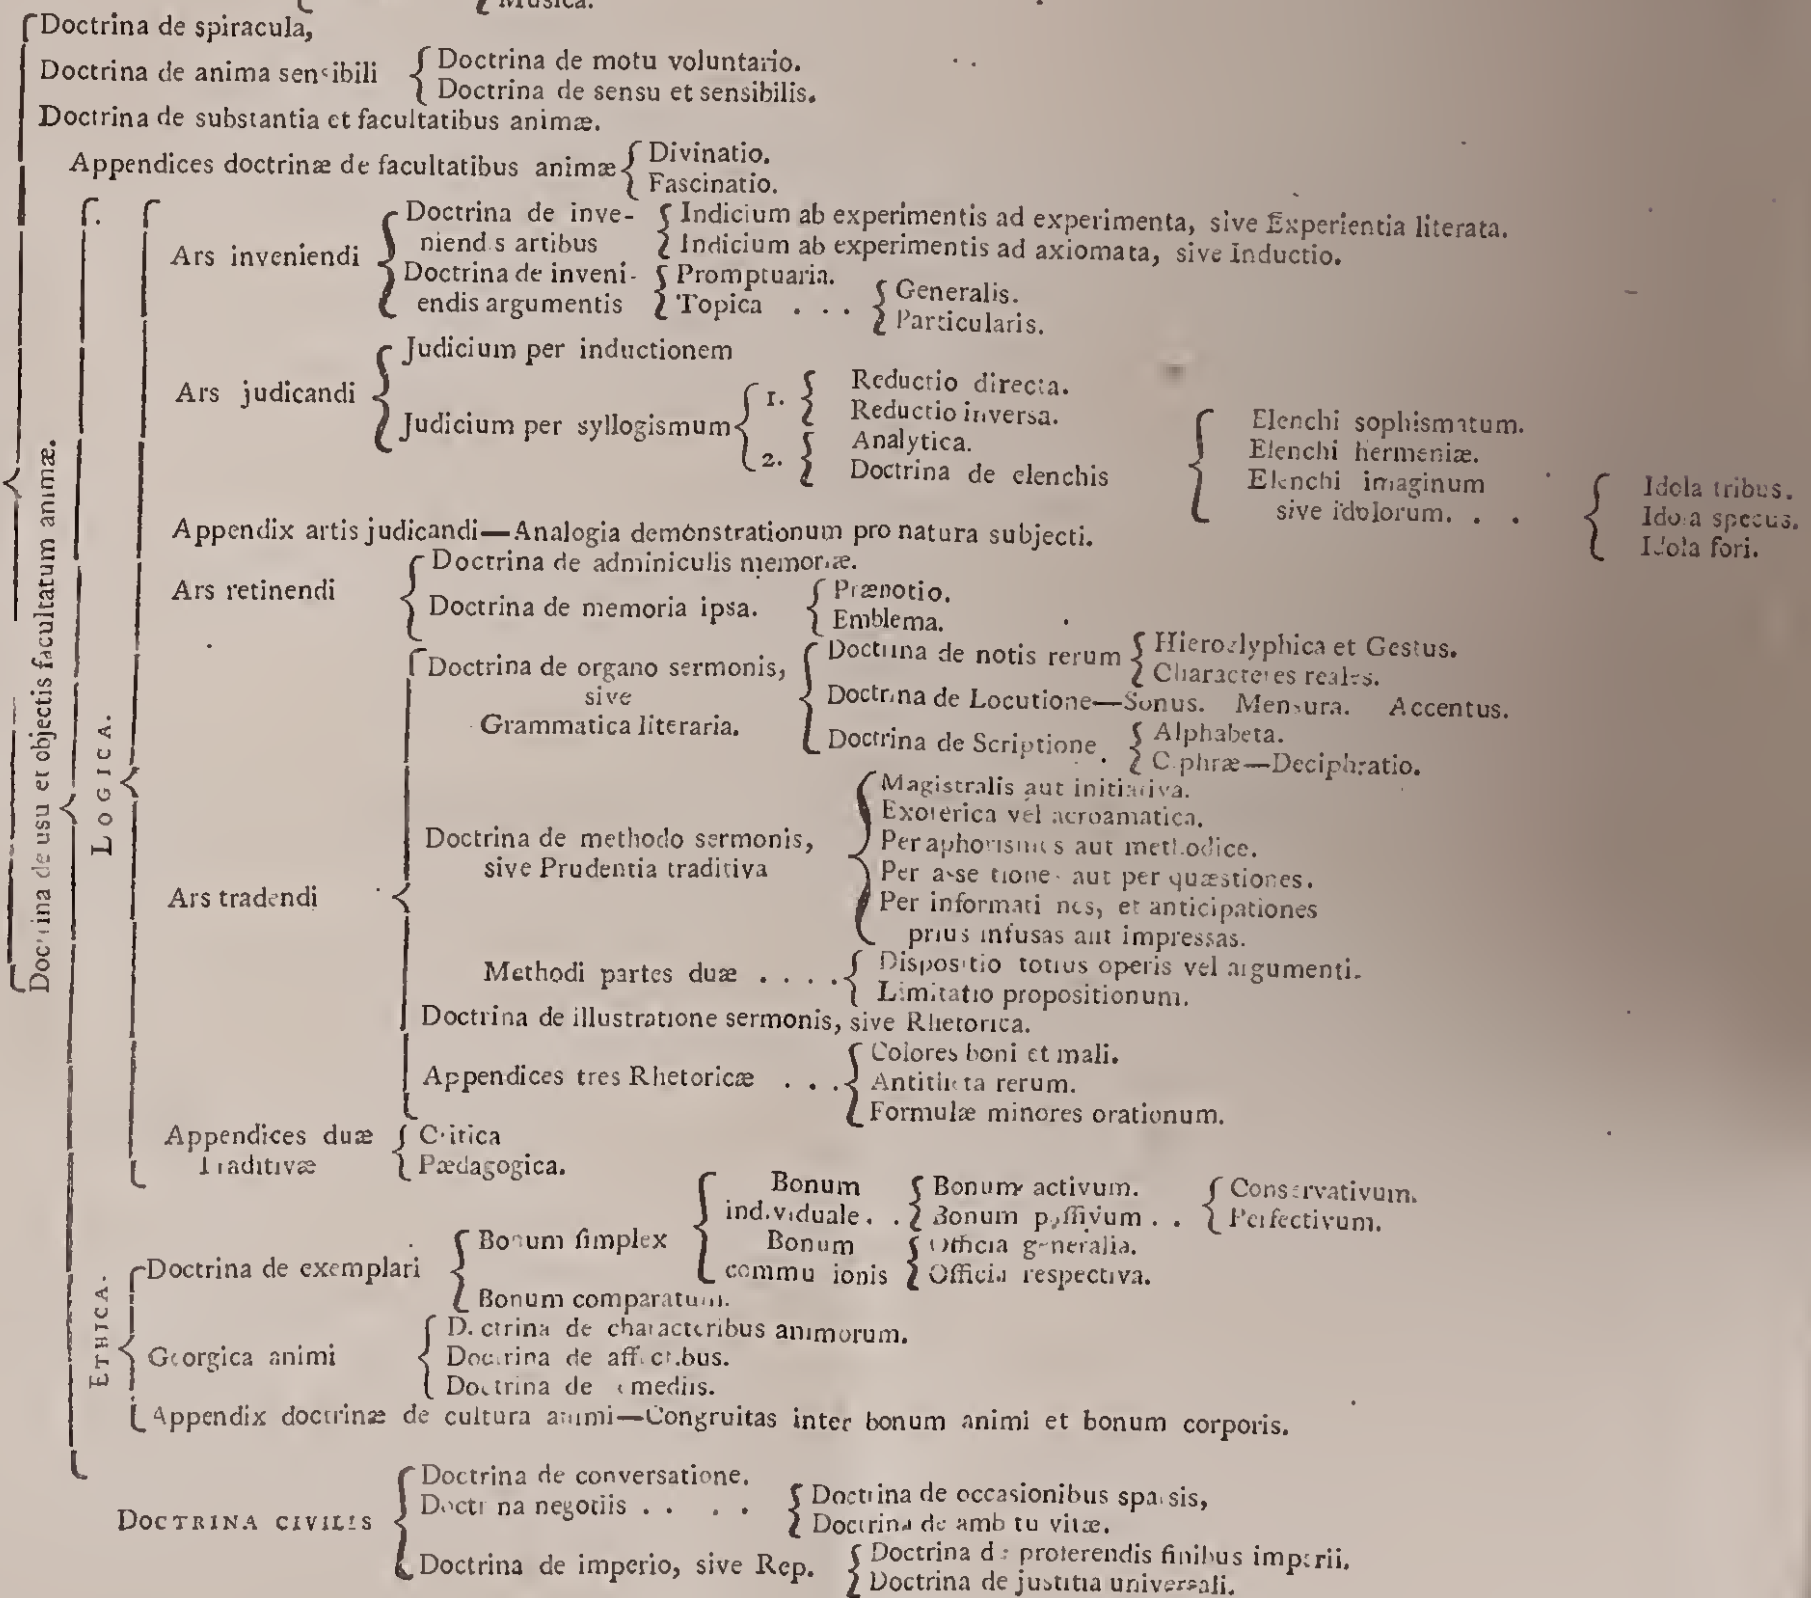 Musica.
Doctrina de spiracula,
Doctrina de anima sensibili { Doctrina de motu voluntario.
Doctrina de sensu et sensibilis.
Doctrina de substantia et facultatibus animæ.
Appendices doctrinæ de facultatibus animæ { Divinatio.
Fascinatio.
Doctrina de usu et objectis facultatum animæ.
LOGICA.
Ars inveniendi
Doctrina de inve-
niendis artibus
Indicium ab experimentis ad experimenta, sive Experientia literata.
Indicium ab experimentis ad axiomata, sive Inductio.
Doctrina de inveni-
endis argumentis
Promptuaria.
Topica . . .
Generalis.
Particularis.
Ars judicandi
Judicium per inductionem
Judicium per syllogismum
1.
Reductio directa.
Reductio inversa.
2.
Analytica.
Doctrina de elenchis
Elenchi sophismatum.
Elenchi hermeniæ.
Elenchi imaginum
sive idolorum. . .
Idola tribus.
Idola specus.
Idola fori.
Appendix artis judicandi—Analogia demonstrationum pro natura subjecti.
Ars retinendi
Doctrina de adminiculis memoriæ.
Doctrina de memoria ipsa.
Prænotio.
Emblema.
Ars tradendi
Doctrina de organo sermonis,
sive
Grammatica literaria.
Doctrina de notis rerum
Hieroglyphica et Gestus.
Characteres reales.
Doctrina de Locutione—Sonus. Mensura. Accentus.
Doctrina de Scriptione.
Alphabeta.
Ciphræ—Deciphratio.
Doctrina de methodo sermonis,
sive Prudentia traditiva
Magistralis aut initiativa.
Exoterica vel acroamatica.
Per aphorismos aut methodice.
Per assertiones aut per quæstiones.
Per informationes, et anticipationes
prius infusas aut impressas.
Methodi partes duæ . . . .
Dispositio totius operis vel argumenti.
Limitatio propositionum.
Doctrina de illustratione sermonis, sive Rhetorica.
Appendices tres Rhetoricæ . . .
Colores boni et mali.
Antitheta rerum.
Formulæ minores orationum.
Appendices duæ
Traditivæ
Critica
Pædagogica.
ETHICA.
Doctrina de exemplari
Bonum simplex
Bonum
individuale. .
Bonum activum.
Bonum passivum . .
Conservativum.
Perfectivum.
Bonum
communionis
Officia generalia.
Officia respectiva.
Bonum comparatum.
Georgica animi
Doctrina de characteribus animorum.
Doctrina de affectibus.
Doctrina de remediis.
Appendix doctrinæ de cultura animi—Congruitas inter bonum animi et bonum corporis.
DOCTRINA CIVILIS
Doctrina de conversatione.
Doctrina negotiis . . . .
Doctrina de occasionibus sparsis,
Doctrina de ambitu vitæ.
Doctrina de imperio, sive Rep.
Doctrina de proferendis finibus imperii.
Doctrina de justitia universali.